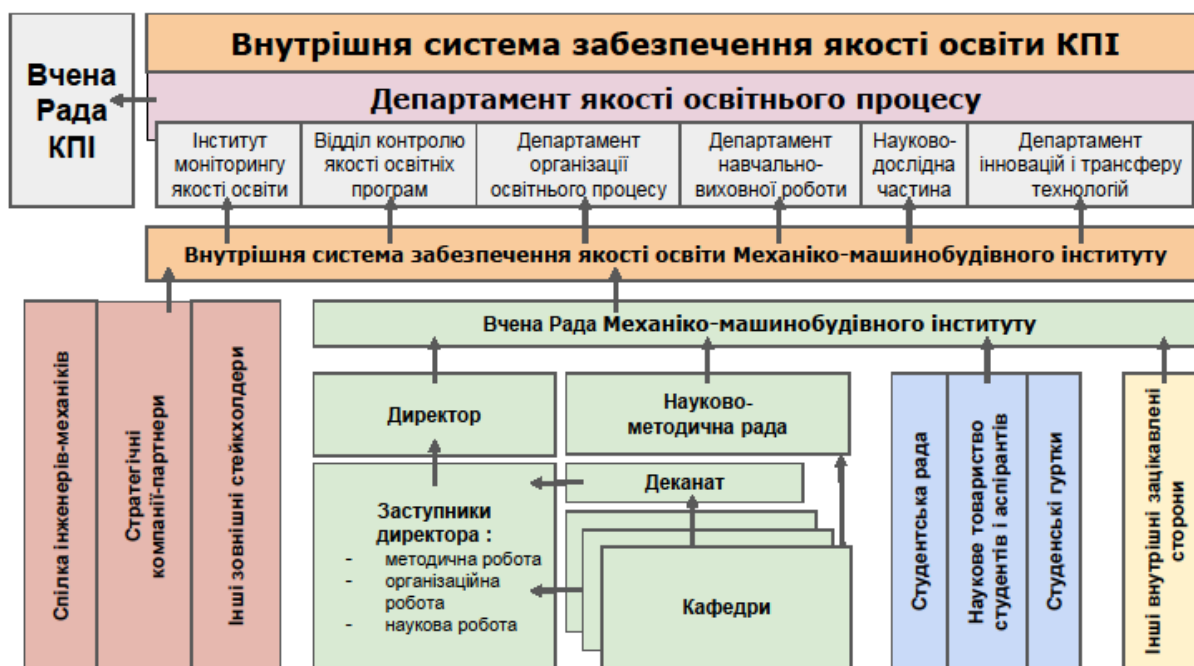 Внутрішня система забезпечення якості освіти КПІ
Вчена
Рада
КПІ
Департамент якості освітнього процесу
Інститут
моніторингу
якості освіти
Відділ контролю
якості освітніх
програм
Департамент
організації
освітнього процесу
Департамент
навчально-
виховної роботи
Науково-
дослідна
частина
Департамент
інновацій і трансферу
технологій
Внутрішня система забезпечення якості освіти Механіко-машинобудівного інституту
Спілка інженерів-механіків
Стратегічні
компанії-партнери
Інші зовнішні стейкхолдери
Вчена Рада Механіко-машинобудівного інституту
Директор
Науково-
методична рада
Деканат
Заступники
директора :
- методична робота
- організаційна
робота
- наукова робота
Кафедри
Студентська рада
Наукове товариство
студентів і аспірантів
Студенські гуртки
Інші внутрішні зацікавлені
сторони